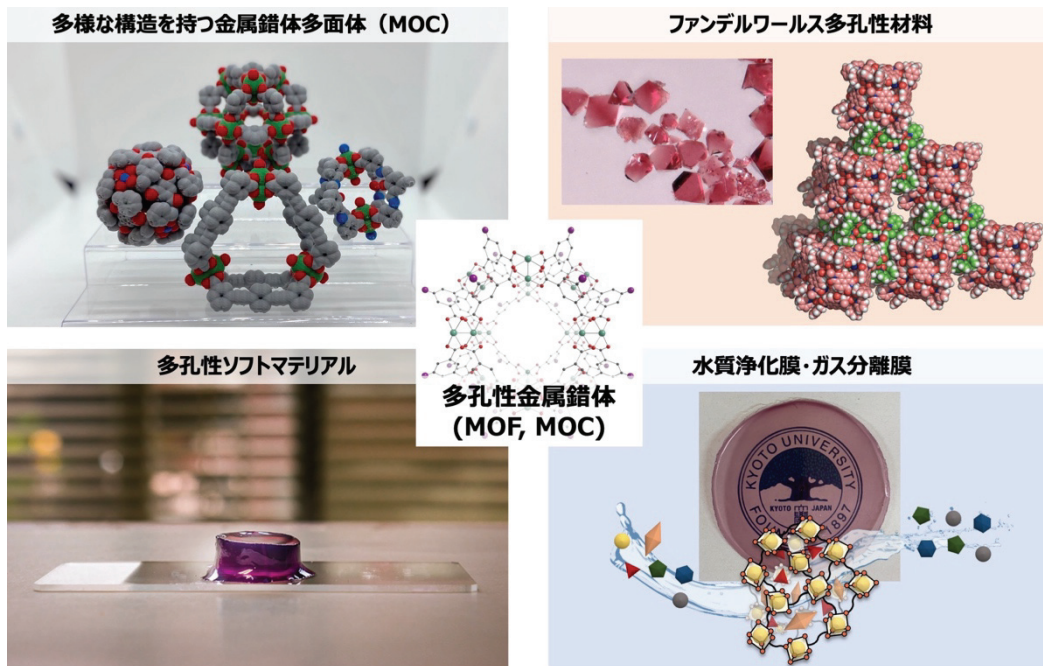 多様な構造を持つ金属錯体多面体（MOC）
ファンデルワールス多孔性材料
多孔性金属錯体
(MOF, MOC)
多孔性ソフトマテリアル
水質浄化膜・ガス分離膜
KYOTO UNIVERSITY
KYOTO JAPAN
1897